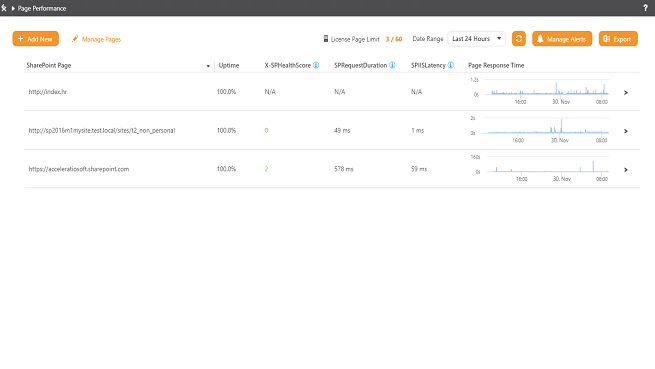 Page Performance ?
+ Add New Manage Pages License Page Limit 3 / 60 Date Range Last 24 Hours Manage Alerts Export
SharePoint Page Uptime X-SPHealthScore SPRequestDuration SPIISLatency Page Response Time
http://index.hr 100.0% N/A N/A N/A 1.2s 0s 16:00 30. Nov 08:00
http://sp2016m1mysite.test.local/sites/t2_non_personal 100.0% 0 49 ms 1 ms 2s 0s 16:00 30. Nov 08:00
https://acceleratiosoft.sharepoint.com 100.0% 2 578 ms 59 ms 160s 0s 16:00 30. Nov 08:00